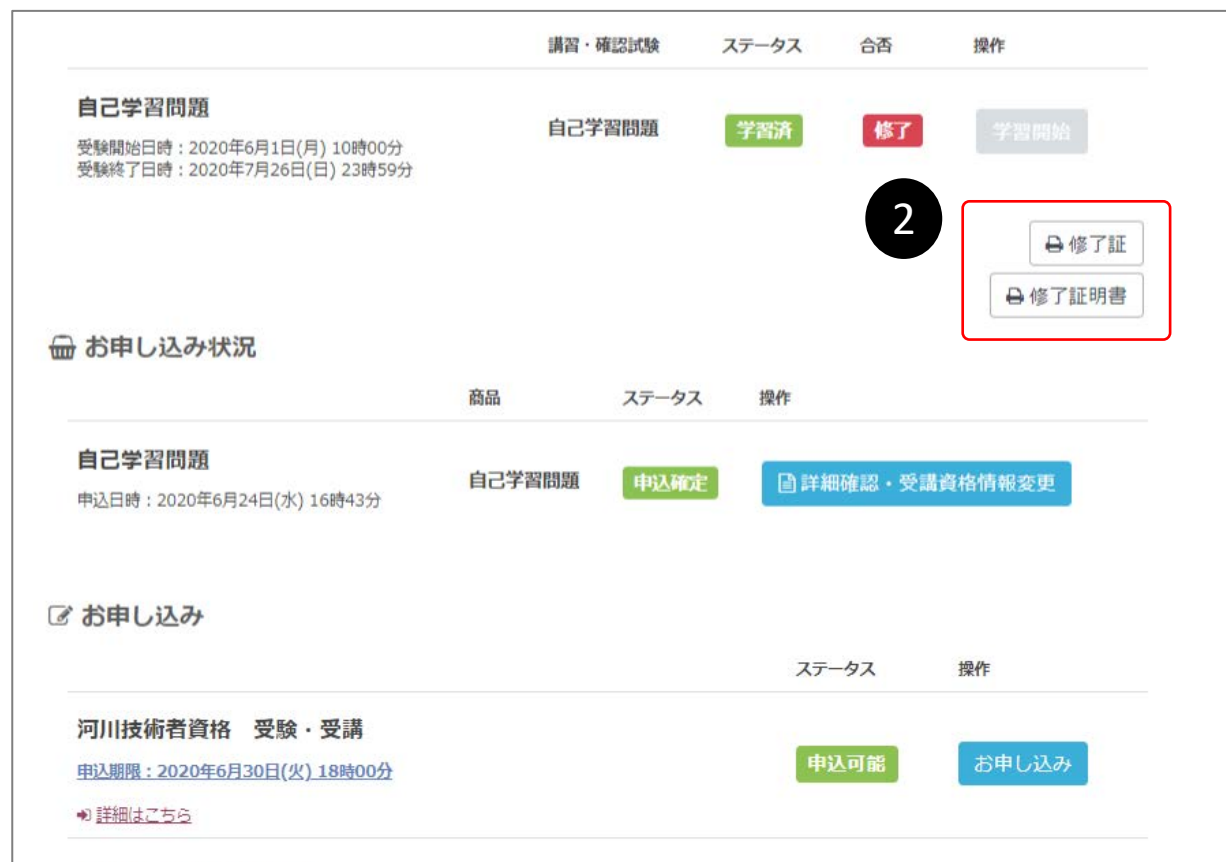 講習・確認試験 ステータス 合否 操作
自己学習問題
受験開始日時：2020年6月1日(月) 10時00分
受験終了日時：2020年7月26日(日) 23時59分
自己学習問題 学習済 修了 学習開始
2
修了証
修了証明書
お申し込み状況
商品 ステータス 操作
自己学習問題
申込日時：2020年6月24日(水) 16時43分
自己学習問題 申込確定 詳細確認・受講資格情報変更
お申し込み
ステータス 操作
河川技術者資格　受験・受講
申込期限：2020年6月30日(火) 18時00分
申込可能 お申し込み
詳細はこちら